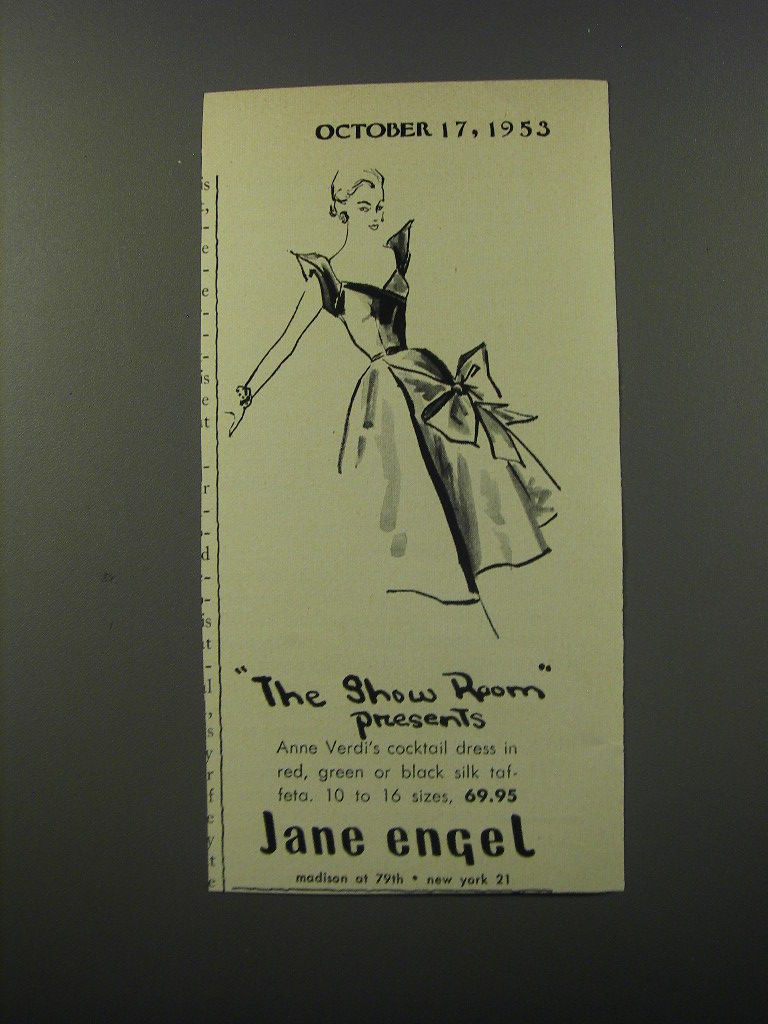 OCTOBER 17, 1953
"The Show Room"
presents
Anne Verdi's cocktail dress in
red, green or black silk taf-
feta. 10 to 16 sizes, 69.95
Jane engel
madison at 79th • new york 21